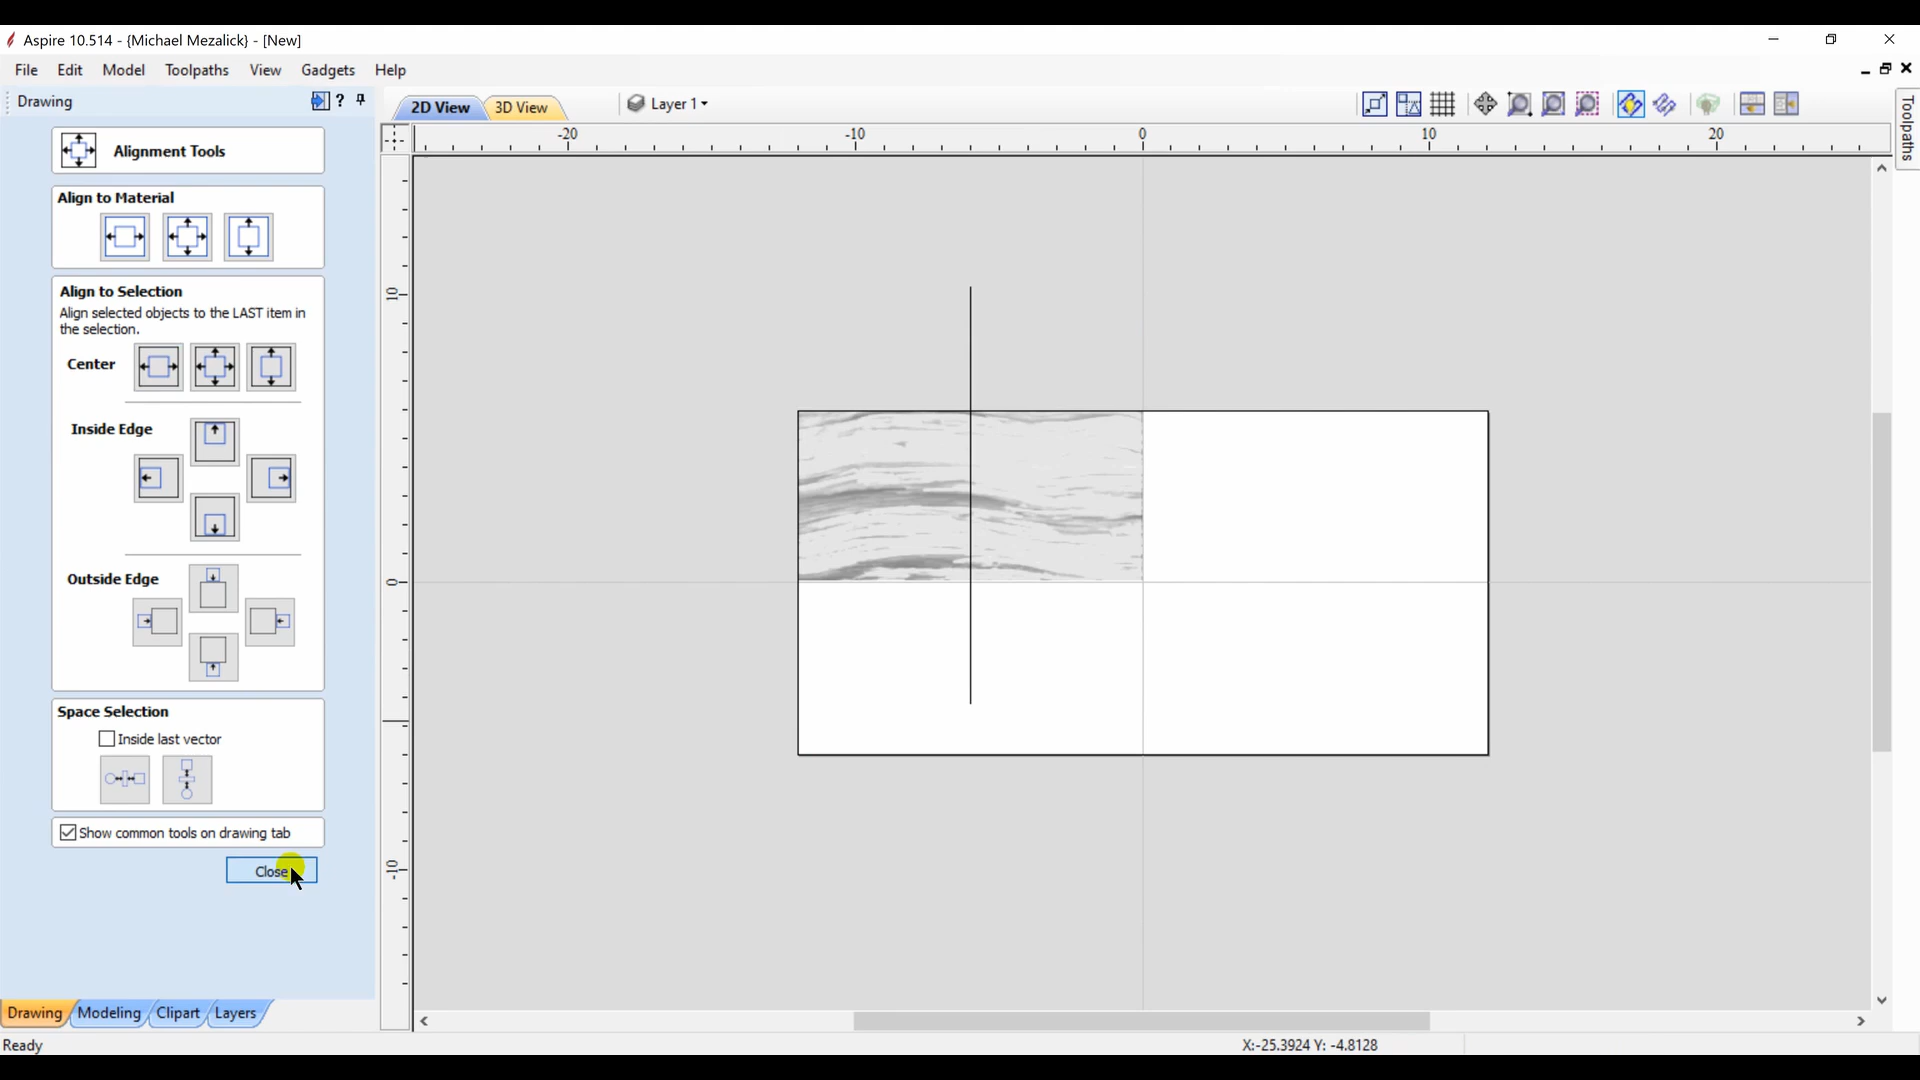 Aspire 10.514 - {Michael Mezalick} - [New]
File Edit Model Toolpaths View Gadgets Help
Drawing
2D View 3D View Layer 1
Toolpaths
-20 -10 0 10 20
10
0
-10
Alignment Tools
Align to Material
Align to Selection
Align selected objects to the LAST item in
the selection.
Center
Inside Edge
Outside Edge
Space Selection
Inside last vector
Show common tools on drawing tab
Close
Drawing Modeling Clipart Layers
Ready
X:-25.3924 Y: -4.8128